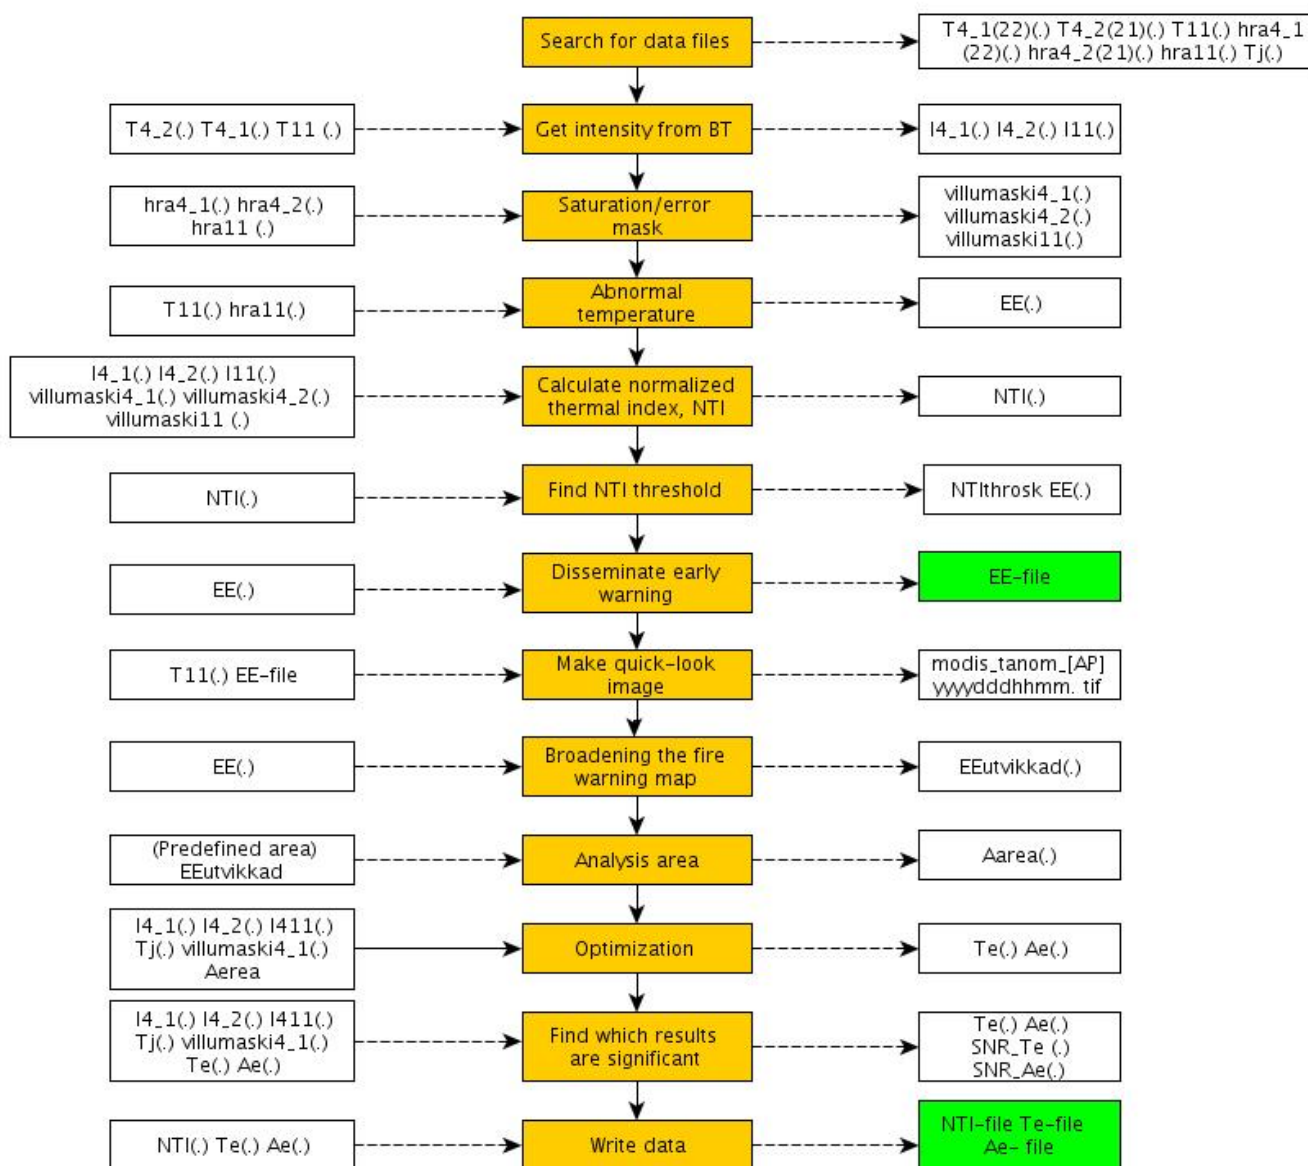 Search for data files
T4_1(22)(.) T4_2(21)(.) T11(.) hra4_1
(22)(.) hra4_2(21)(.) hra11(.) Tj(.)
T4_2(.) T4_1(.) T11 (.)
Get intensity from BT
I4_1(.) I4_2(.) I11(.)
hra4_1(.) hra4_2(.)
hra11 (.)
Saturation/error
mask
villumaski4_1(.)
villumaski4_2(.)
villumaski11(.)
T11(.) hra11(.)
Abnormal
temperature
EE(.)
I4_1(.) I4_2(.) I11(.)
villumaski4_1(.) villumaski4_2(.)
villumaski11 (.)
Calculate normalized
thermal index, NTI
NTI(.)
NTI(.)
Find NTI threshold
NTIthrosk EE(.)
EE(.)
Disseminate early
warning
EE-file
T11(.) EE-file
Make quick-look
image
modis_tanom_[AP]
yyyydddhhmm. tif
EE(.)
Broadening the fire
warning map
EEutvikkad(.)
(Predefined area)
EEutvikkad
Analysis area
Aarea(.)
I4_1(.) I4_2(.) I411(.)
Tj(.) villumaski4_1(.)
Aerea
Optimization
Te(.) Ae(.)
I4_1(.) I4_2(.) I411(.)
Tj(.) villumaski4_1(.)
Te(.) Ae(.)
Find which results
are significant
Te(.) Ae(.)
SNR_Te (.)
SNR_Ae(.)
NTI(.) Te(.) Ae(.)
Write data
NTI-file Te-file
Ae- file